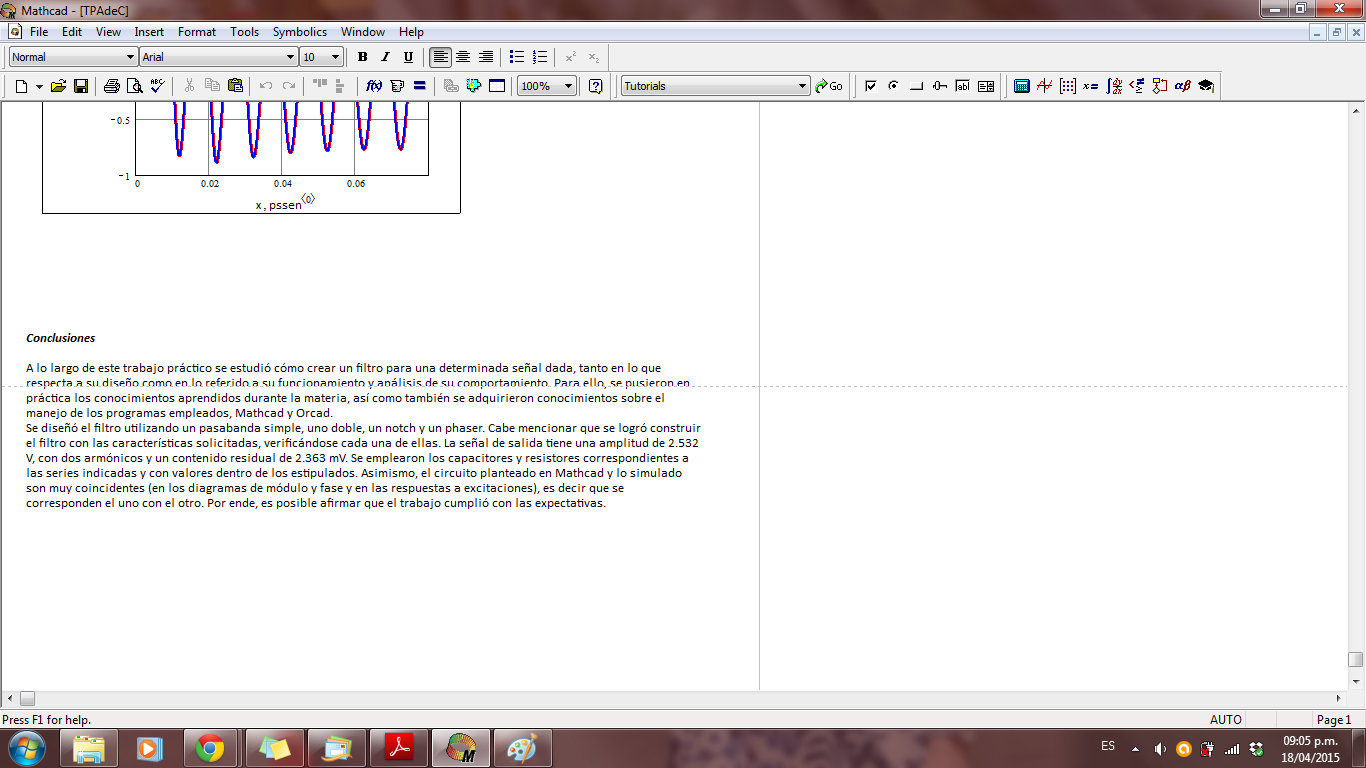 Mathcad - [TPAdeC]
File Edit View Insert Format Tools Symbolics Window Help
Normal Arial 10 B I U x² x₂
100% Tutorials Go
-0.5
-1
0 0.02 0.04 0.06
x , pssen⟨0⟩
Conclusiones
A lo largo de este trabajo práctico se estudió cómo crear un filtro para una determinada señal dada, tanto en lo que
respecta a su diseño como en lo referido a su funcionamiento y análisis de su comportamiento. Para ello, se pusieron en
práctica los conocimientos aprendidos durante la materia, así como también se adquirieron conocimientos sobre el
manejo de los programas empleados, Mathcad y Orcad.
Se diseñó el filtro utilizando un pasabanda simple, uno doble, un notch y un phaser. Cabe mencionar que se logró construir
el filtro con las características solicitadas, verificándose cada una de ellas. La señal de salida tiene una amplitud de 2.532
V, con dos armónicos y un contenido residual de 2.363 mV. Se emplearon los capacitores y resistores correspondientes a
las series indicadas y con valores dentro de los estipulados. Asimismo, el circuito planteado en Mathcad y lo simulado
son muy coincidentes (en los diagramas de módulo y fase y en las respuestas a excitaciones), es decir que se
corresponden el uno con el otro. Por ende, es posible afirmar que el trabajo cumplió con las expectativas.
Press F1 for help. AUTO Page 1
ES 09:05 p.m.
18/04/2015